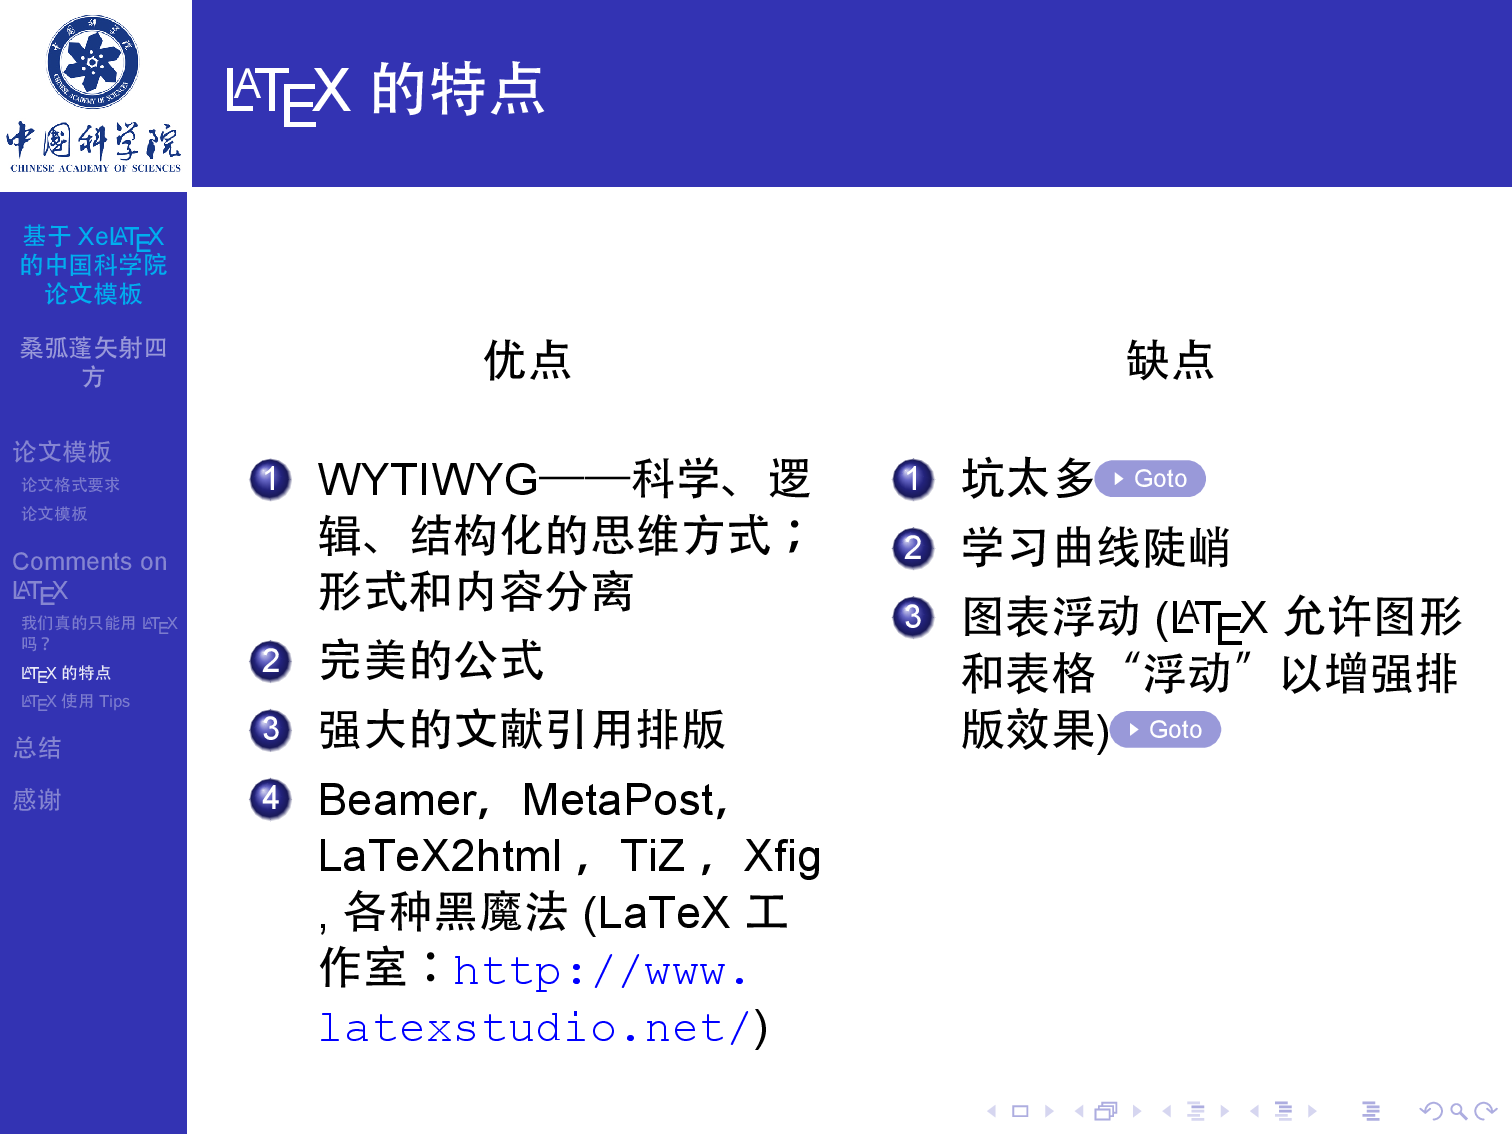 中国科学院
CHINESE ACADEMY OF SCIENCES
LATEX 的特点
基于 XeLATEX
的中国科学院
论文模板
桑弧蓬矢射四
方
论文模板
论文格式要求
论文模板
Comments on
LATEX
我们真的只能用 LATEX
吗？
LATEX 的特点
LATEX 使用 Tips
总结
感谢
优点
1 WYTIWYG——科学、逻
辑、结构化的思维方式；
形式和内容分离
2 完美的公式
3 强大的文献引用排版
4 Beamer，MetaPost，
LaTeX2html，TiZ，Xfig
, 各种黑魔法 (LaTeX 工
作室：http://www.
latexstudio.net/)
缺点
1 坑太多 Goto
2 学习曲线陡峭
3 图表浮动 (LATEX 允许图形
和表格“浮动”以增强排
版效果) Goto